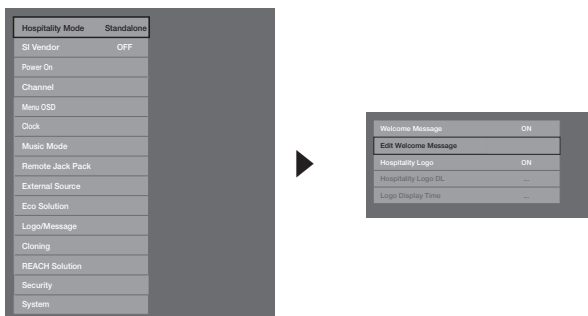 Hospitality Mode Standalone
SI Vendor OFF
Power On
Channel
Menu OSD
Clock
Music Mode
Remote Jack Pack
External Source
Eco Solution
Logo/Message
Cloning
REACH Solution
Security
System
Welcome Message ON
Edit Welcome Message
Hospitality Logo ON
Hospitality Logo DL ...
Logo Display Time ...